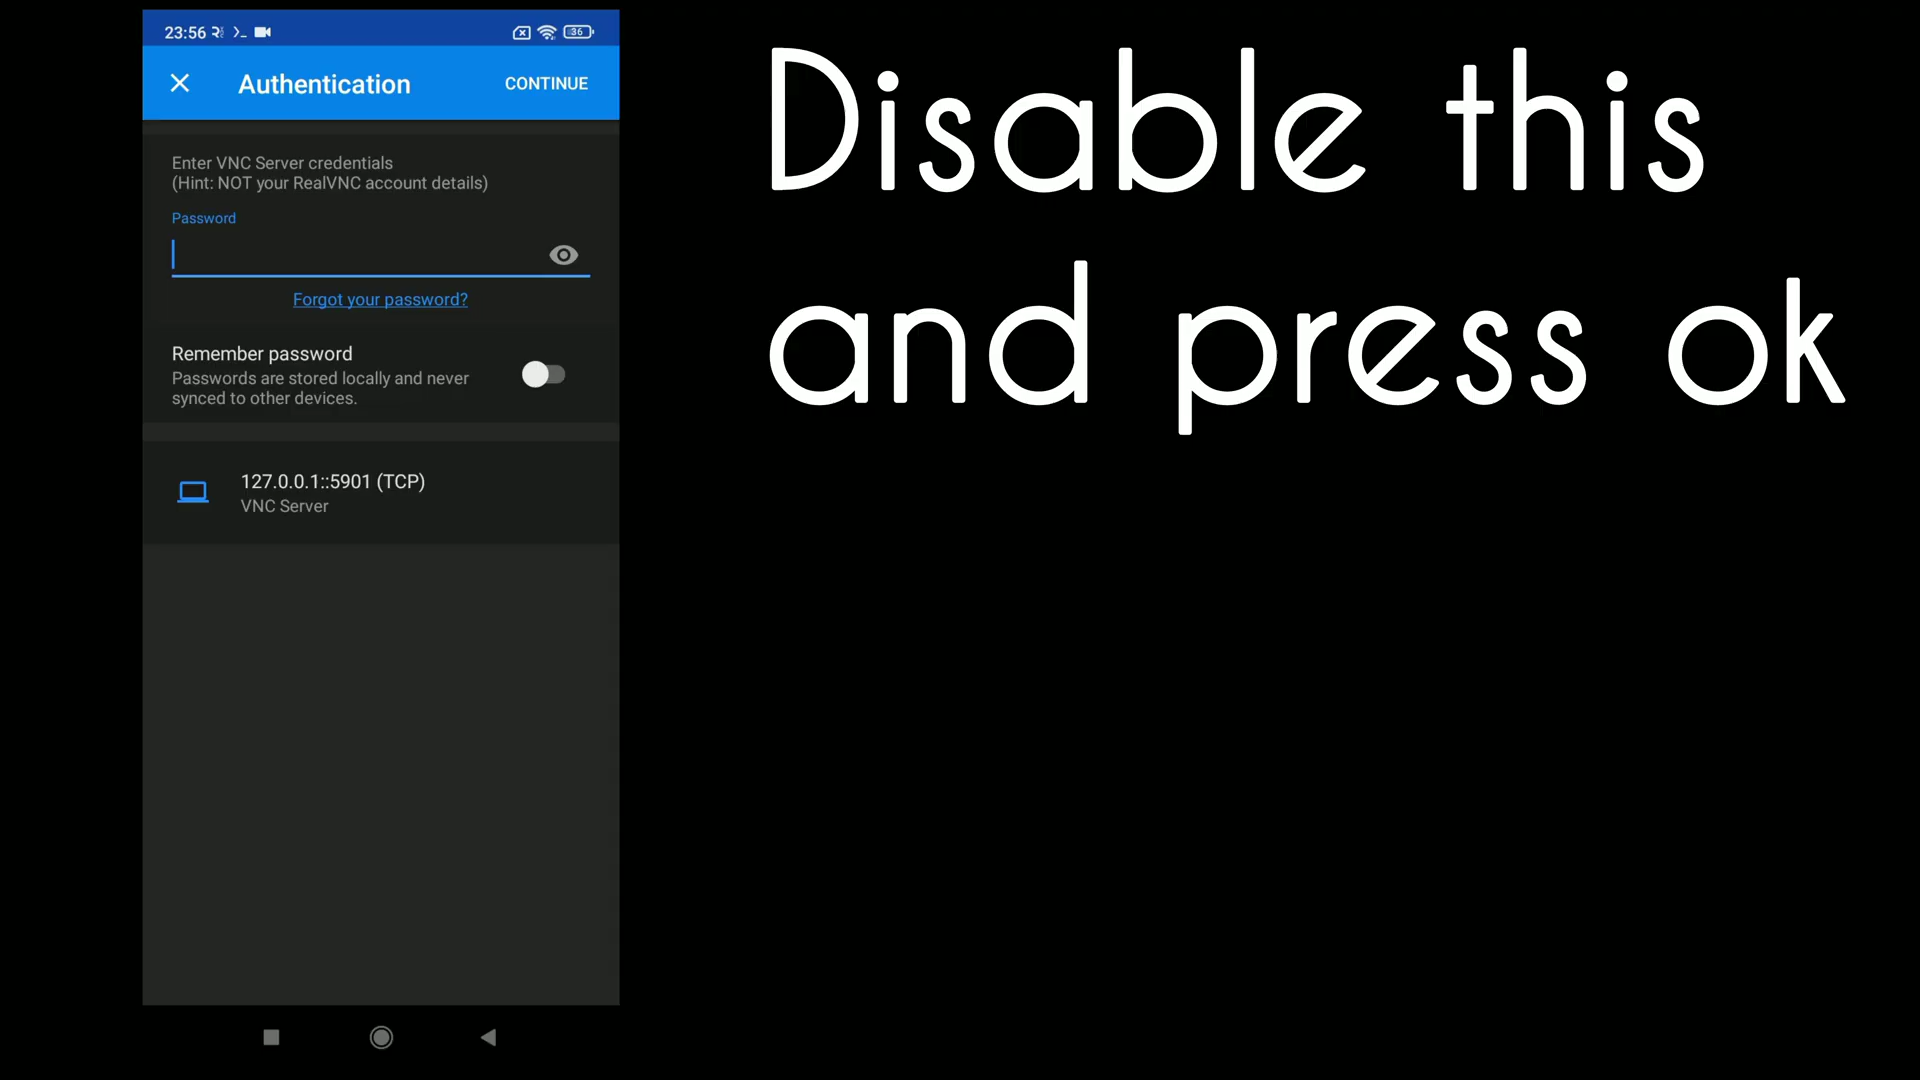 23:56
36
Authentication
CONTINUE
Enter VNC Server credentials
(Hint: NOT your RealVNC account details)
Password
Forgot your password?
Remember password
Passwords are stored locally and never
synced to other devices.
127.0.0.1::5901 (TCP)
VNC Server
Disable this
and press ok